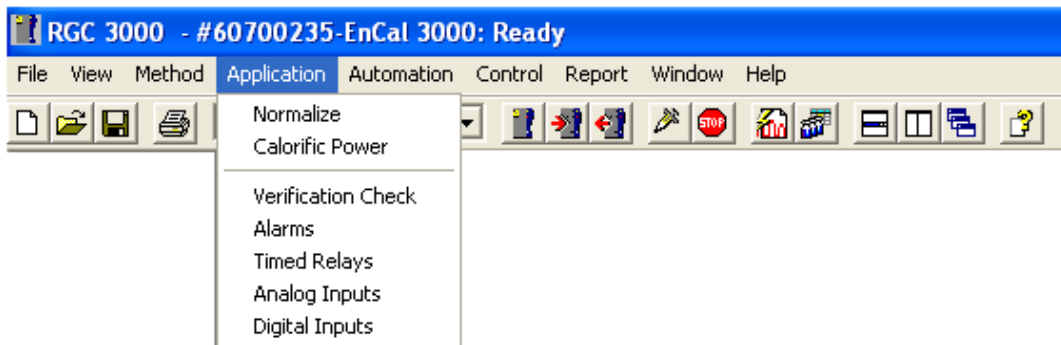 RGC 3000 - #60700235-EnCal 3000: Ready
File View Method Application Automation Control Report Window Help
STOP
Normalize
Calorific Power
Verification Check
Alarms
Timed Relays
Analog Inputs
Digital Inputs